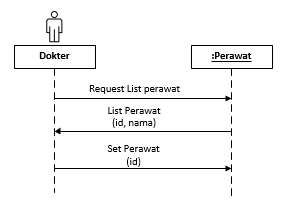 Dokter
:Perawat
Request List perawat
List Perawat
(id, nama)
Set Perawat
(id)